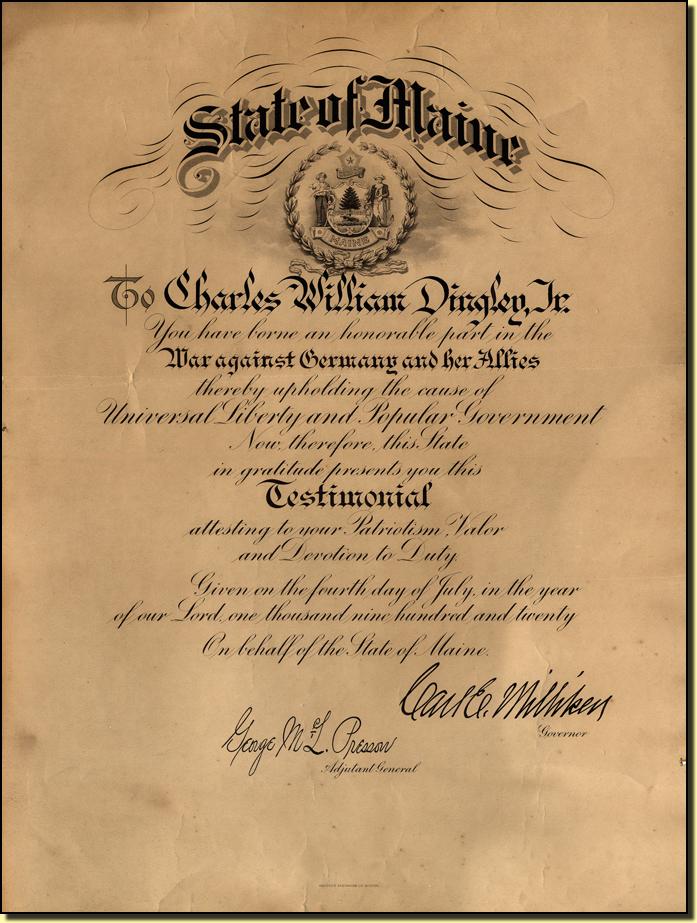 State of Maine
MAINE
To Charles William Dingley, Jr.
You have borne an honorable part in the
War against Germany and her Allies
thereby upholding the cause of
Universal Liberty and Popular Government
Now, therefore, this State
in gratitude presents you this
Testimonial
attesting to your Patriotism, Valor
and Devotion to Duty.
Given on the fourth day of July, in the year
of our Lord, one thousand nine hundred and twenty
On behalf of the State of Maine.
Carl E. Milliken
Governor
George McL. Presson
Adjutant General